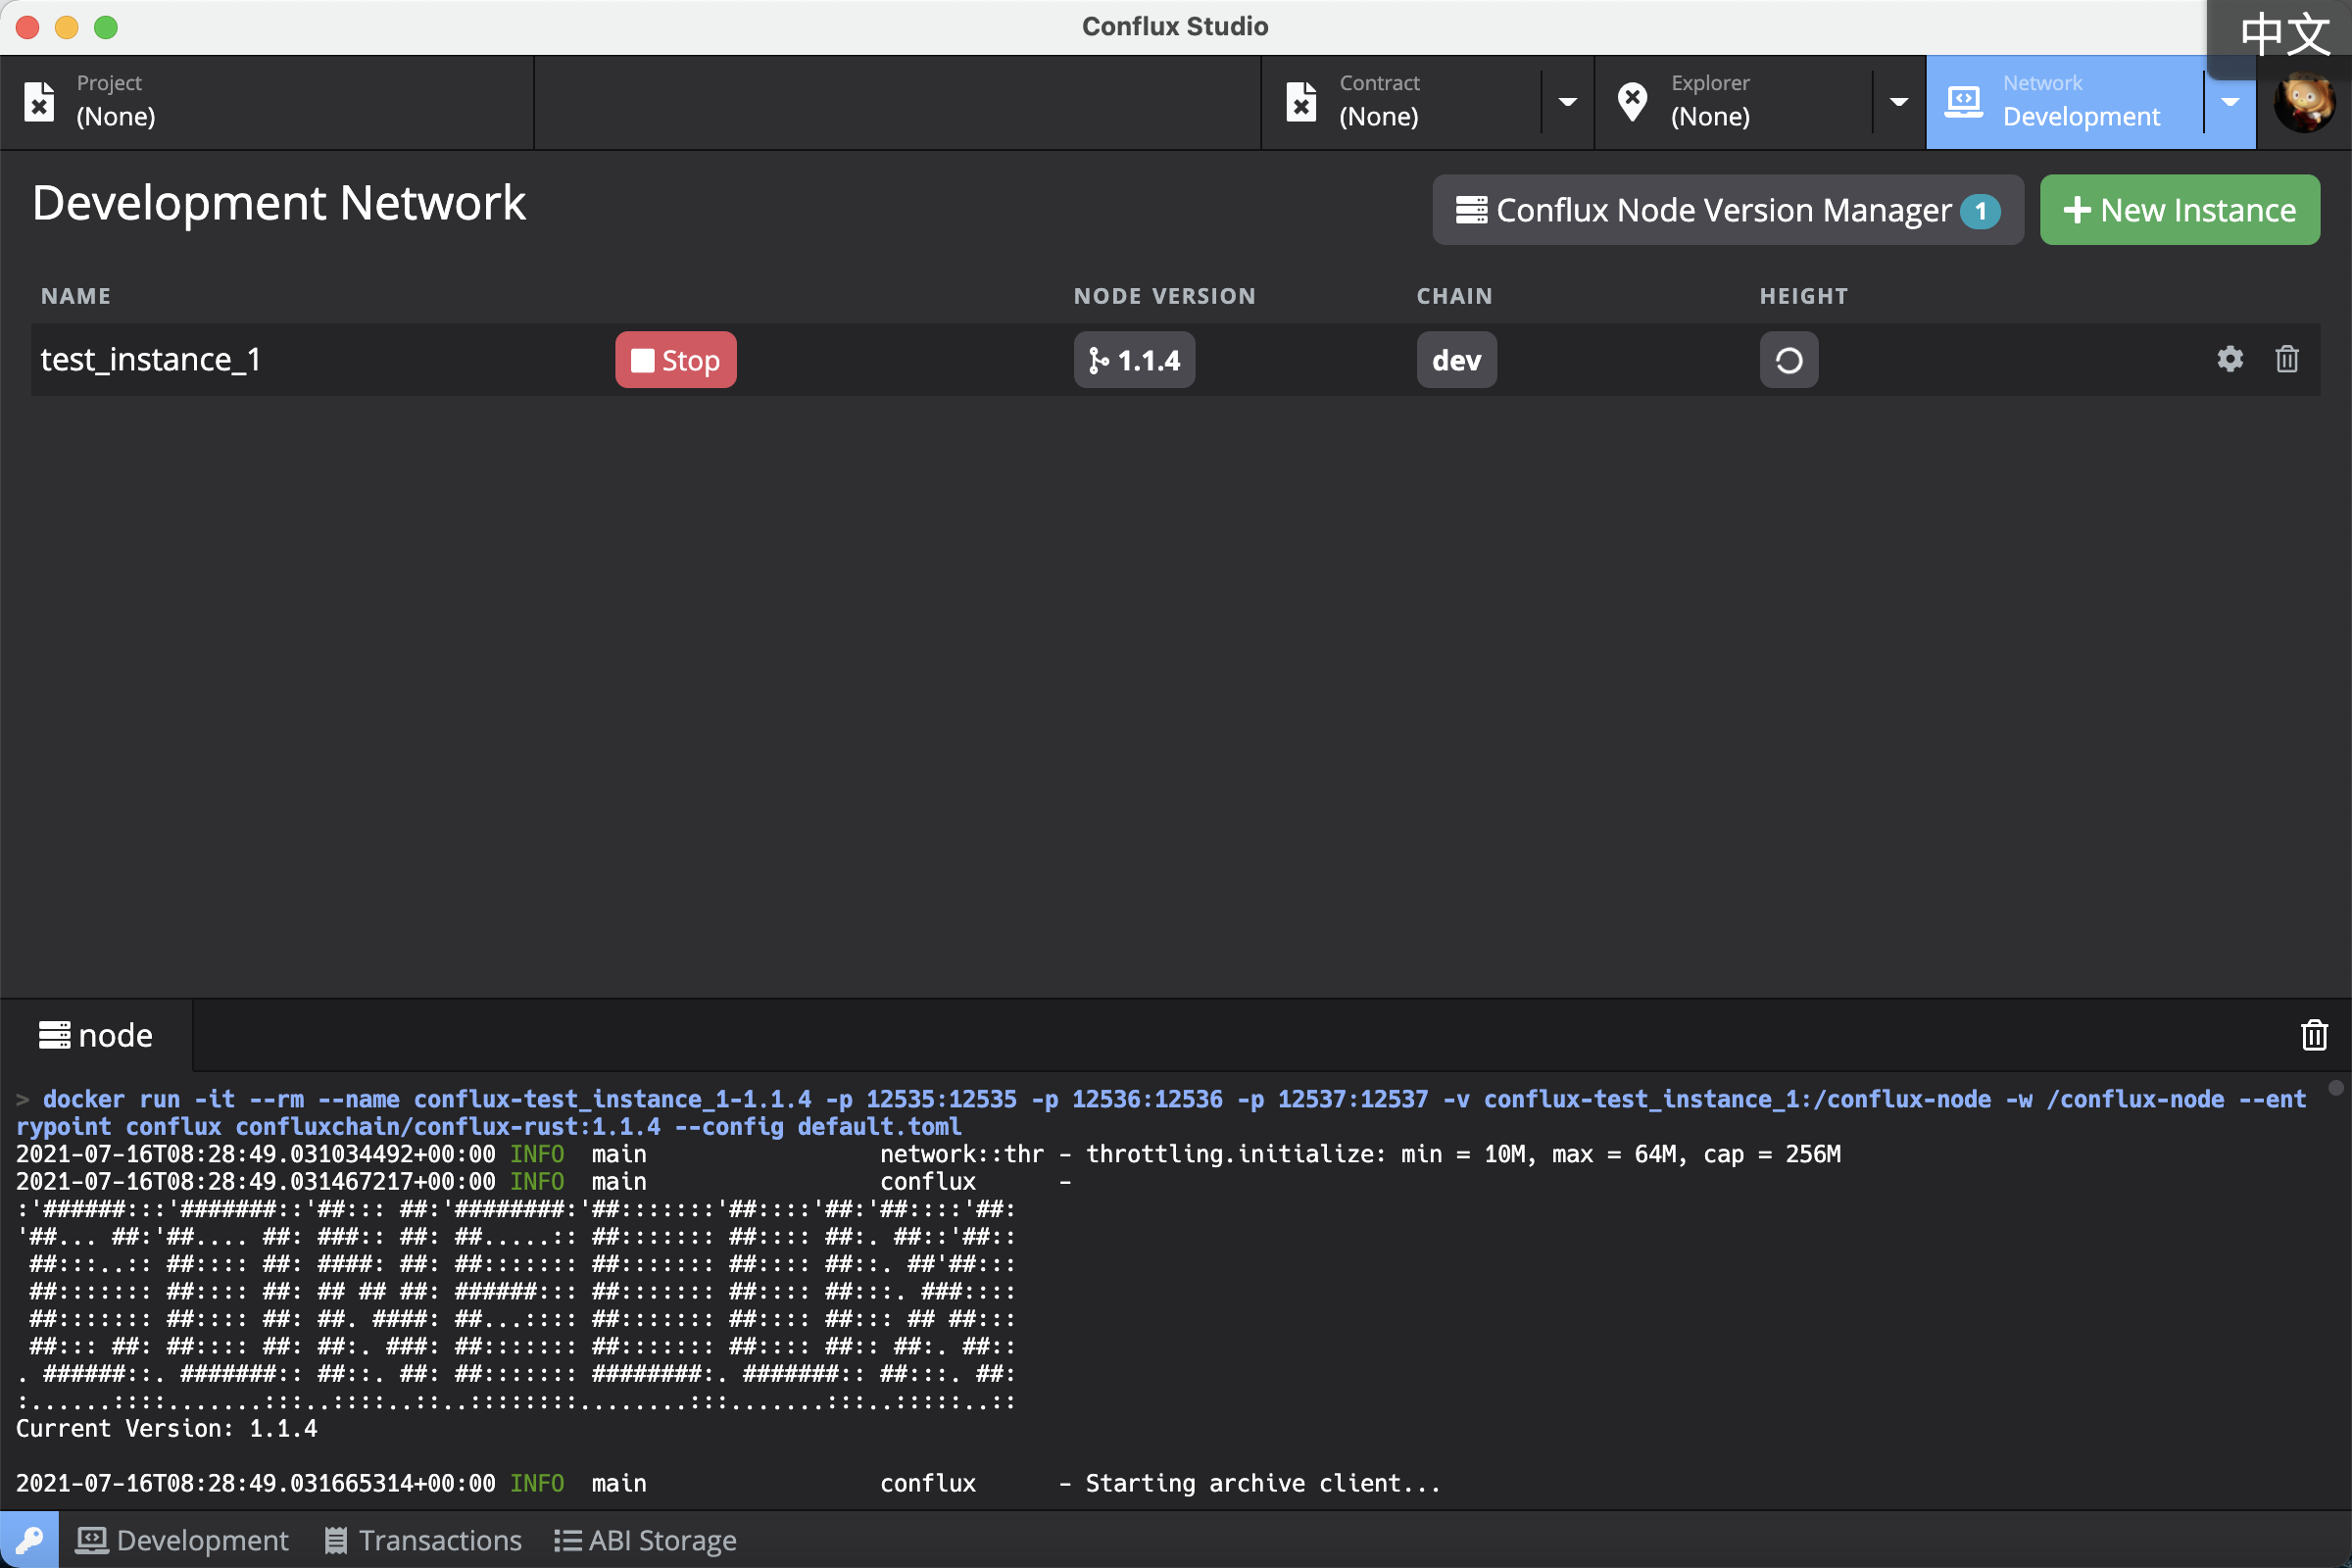 Conflux Studio
中文
Project
(None)
Contract
(None)
Explorer
(None)
Network
Development
Development Network
Conflux Node Version Manager 1
New Instance
NAME NODE VERSION CHAIN HEIGHT
test_instance_1 Stop 1.1.4 dev
node
> docker run -it --rm --name conflux-test_instance_1-1.1.4 -p 12535:12535 -p 12536:12536 -p 12537:12537 -v conflux-test_instance_1:/conflux-node -w /conflux-node --ent
rypoint conflux confluxchain/conflux-rust:1.1.4 --config default.toml
2021-07-16T08:28:49.031034492+00:00 INFO  main                 network::thr - throttling.initialize: min = 10M, max = 64M, cap = 256M
2021-07-16T08:28:49.031467217+00:00 INFO  main                 conflux      -
:'######:::'#######::'##::: ##:'########:'##:::::::'##::::'##:'##::::'##:
'##... ##:'##.... ##: ###:: ##: ##.....:: ##::::::: ##:::: ##:. ##::'##::
 ##:::..:: ##:::: ##: ####: ##: ##::::::: ##::::::: ##:::: ##::. ##'##:::
 ##::::::: ##:::: ##: ## ## ##: ######::: ##::::::: ##:::: ##:::. ###::::
 ##::::::: ##:::: ##: ##. ####: ##...:::: ##::::::: ##:::: ##::: ## ##:::
 ##::: ##: ##:::: ##: ##:. ###: ##::::::: ##::::::: ##:::: ##:: ##:. ##::
. ######::. #######:: ##::. ##: ##::::::: ########:. #######:: ##:::. ##:
:......::::.......:::..::::..::..::::::::........:::.......:::..:::::..::
Current Version: 1.1.4
2021-07-16T08:28:49.031665314+00:00 INFO  main                 conflux      - Starting archive client...
Development Transactions ABI Storage